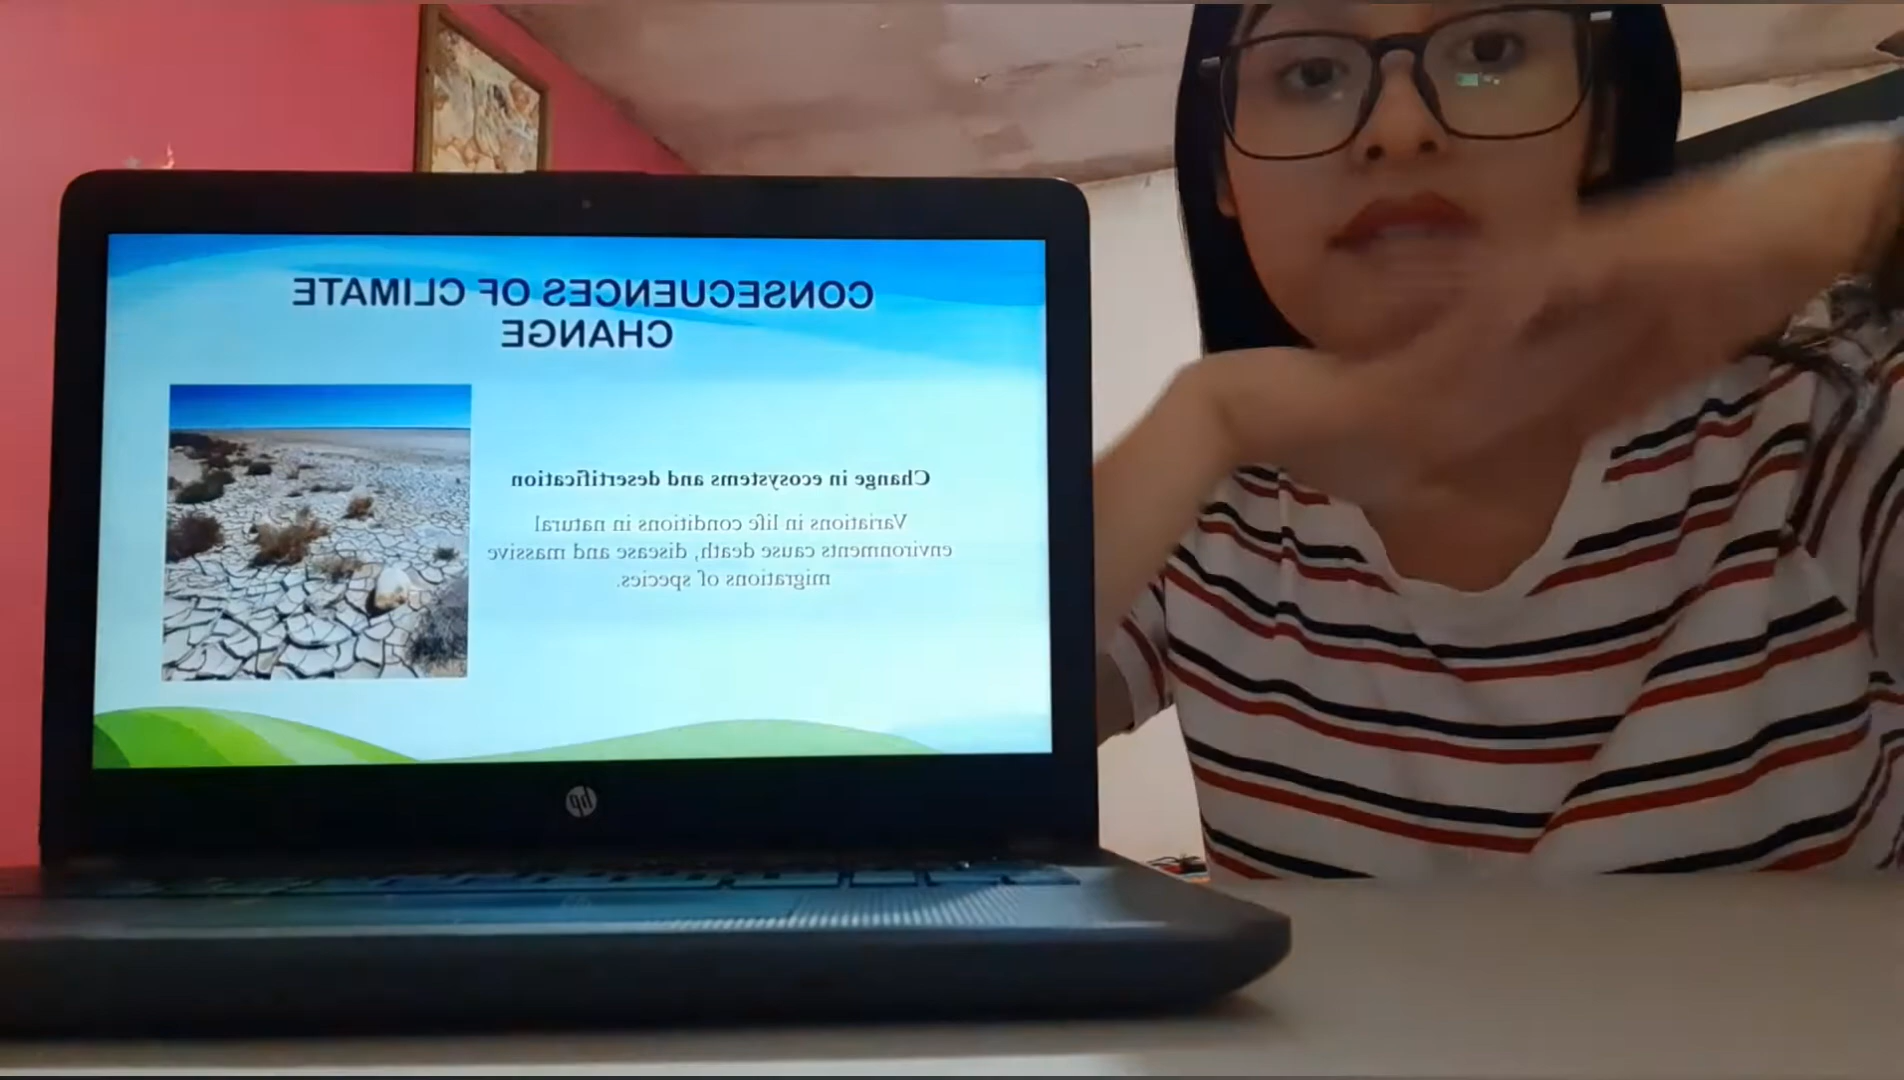 CONSECUENCES OF CLIMATE
CHANGE
Change in ecosystems and desertification
Variations in life conditions in natural
environments cause death, disease and massive
migrations of species.
hp